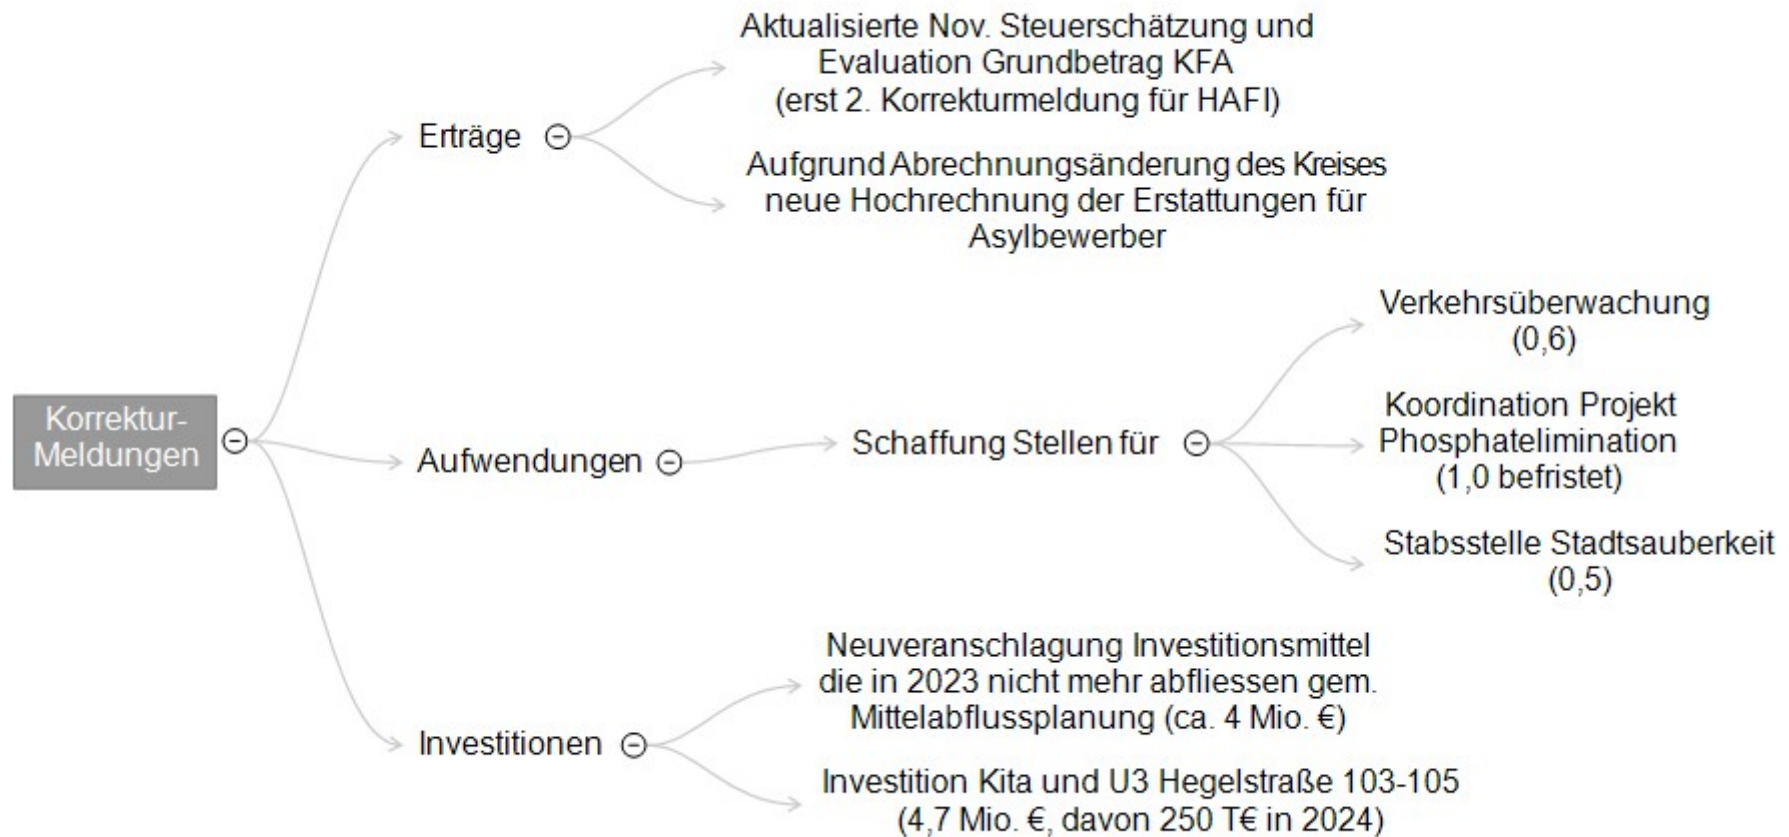 Korrektur-
Meldungen
Erträge
Aktualisierte Nov. Steuerschätzung und
Evaluation Grundbetrag KFA
(erst 2. Korrekturmeldung für HAFI)
Aufgrund Abrechnungsänderung des Kreises
neue Hochrechnung der Erstattungen für
Asylbewerber
Aufwendungen
Schaffung Stellen für
Verkehrsüberwachung
(0,6)
Koordination Projekt
Phosphatelimination
(1,0 befristet)
Stabsstelle Stadtsauberkeit
(0,5)
Investitionen
Neuveranschlagung Investitionsmittel
die in 2023 nicht mehr abfliessen gem.
Mittelabflussplanung (ca. 4 Mio. €)
Investition Kita und U3 Hegelstraße 103-105
(4,7 Mio. €, davon 250 T€ in 2024)